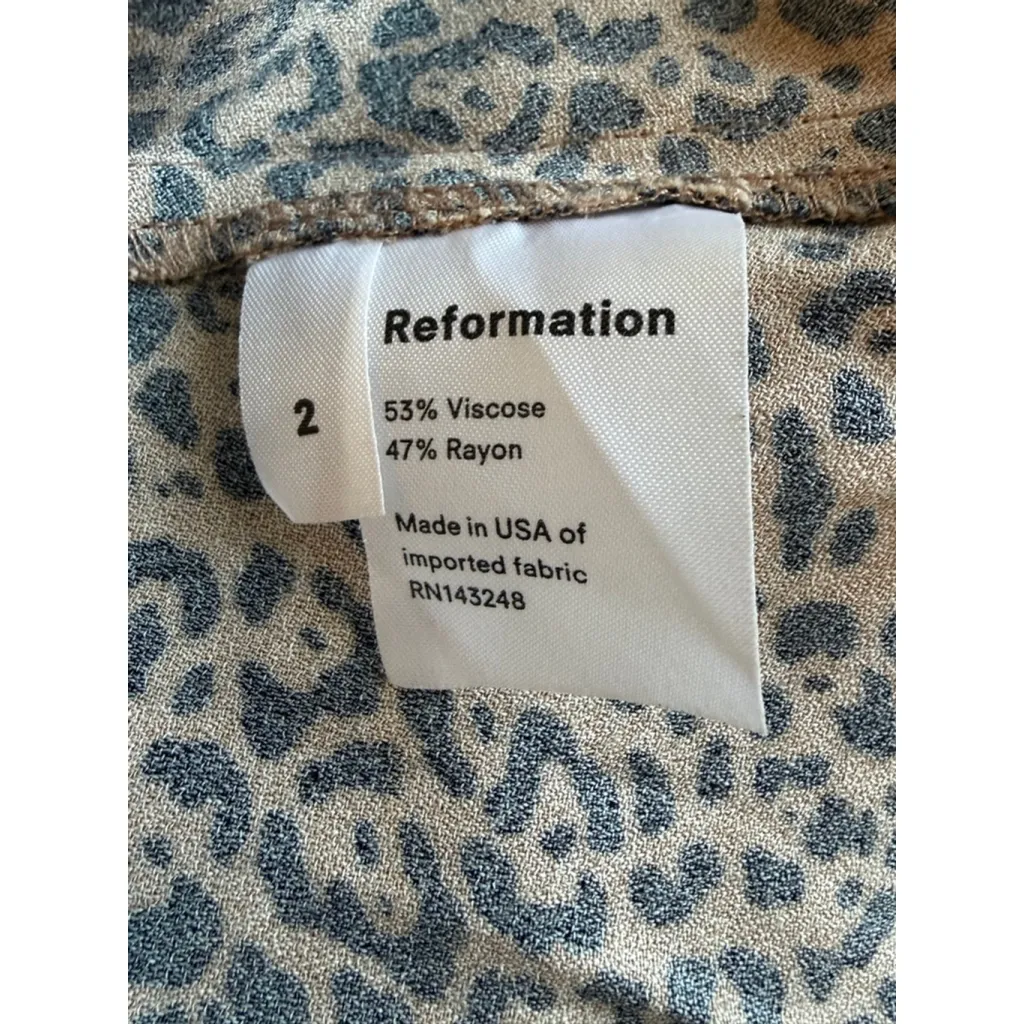 2
Reformation
53% Viscose
47% Rayon
Made in USA of
imported fabric
RN143248